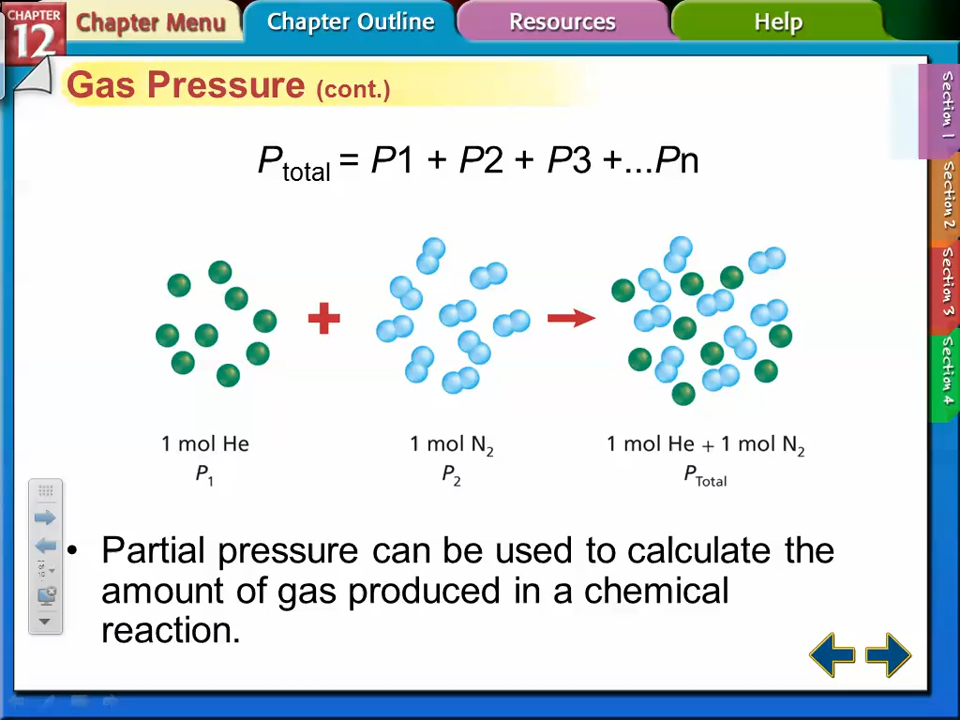 CHAPTER
12
Chapter Menu
Chapter Outline
Resources
Help
Gas Pressure (cont.)
Section 1
Section 2
Section 3
Section 4
Ptotal = P1 + P2 + P3 +...Pn
1 mol He
P1
1 mol N2
P2
1 mol He + 1 mol N2
PTotal
• Partial pressure can be used to calculate the
amount of gas produced in a chemical
reaction.